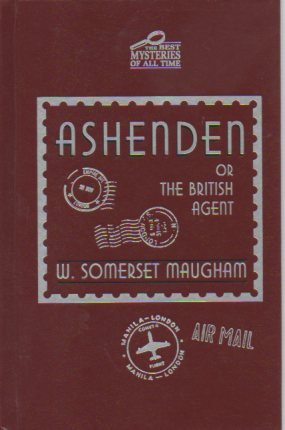 THE BEST
MYSTERIES
OF ALL TIME
ASHENDEN
OR
THE BRITISH
AGENT
W. SOMERSET MAUGHAM
AIR MAIL
MANILA-LONDON
FLIGHT
MANILA-LONDON